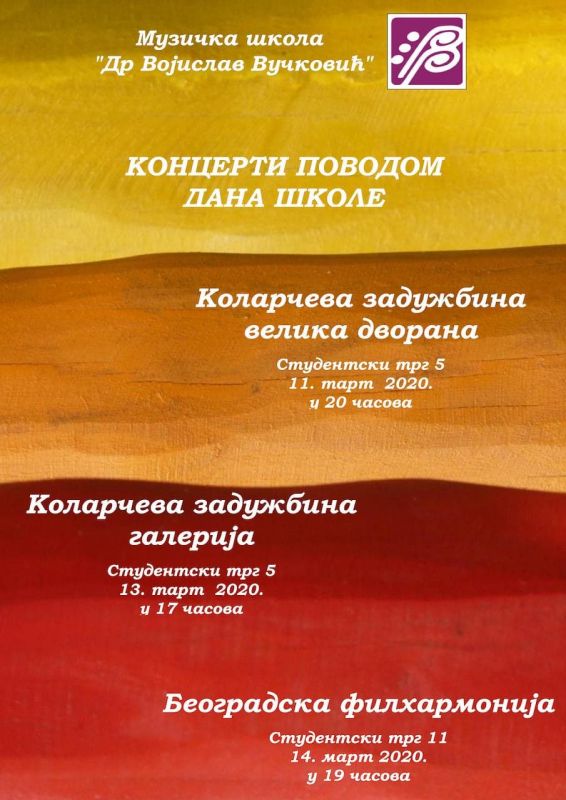 Музичка школа
"Др Војислав Вучковић"
КОНЦЕРТИ ПОВОДОМ
ДАНА ШКОЛЕ
Коларчева задужбина
велика дворана
Студентски трг 5
11. тарт 2020.
у 20 часова
Коларчева задужбина
галерија
Студентски трг 5
13. тарт 2020.
у 17 часова
Београдска филхармонија
Студентски трг 11
14. март 2020.
у 19 часова